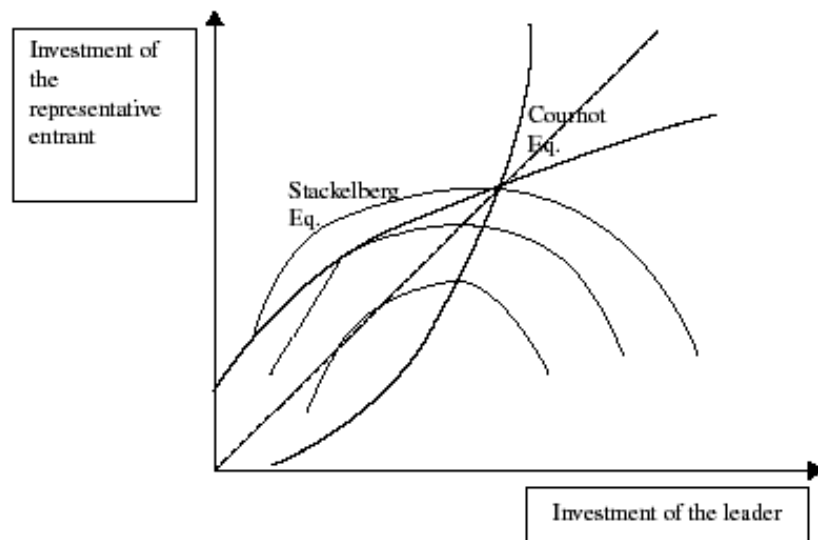 Investment of
the
representative
entrant
Cournot
Eq.
Stackelberg
Eq.
Investment of the leader